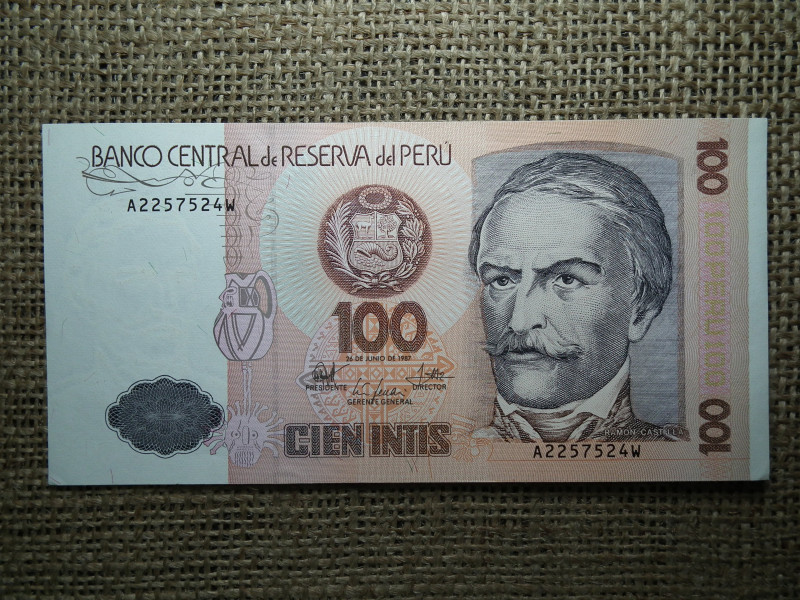 BANCO CENTRAL de RESERVA del PERÚ
A2257524W
100
100
26 DE JUNIO DE 1987
PRESIDENTE
DIRECTOR
GERENTE GENERAL
CIEN INTIS
RAMON CASTILLA
A2257524W
100